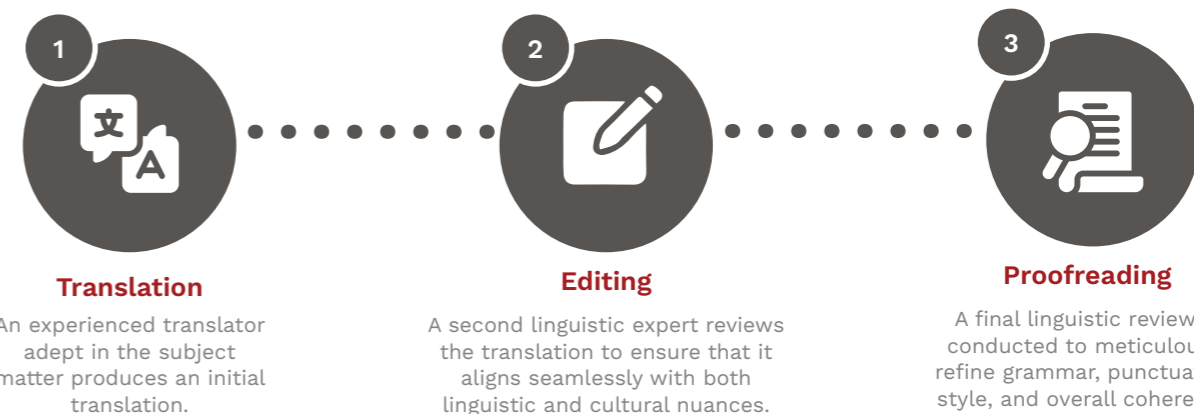 1
文
A
Translation
An experienced translator
adept in the subject
matter produces an initial
translation.
2
Editing
A second linguistic expert reviews
the translation to ensure that it
aligns seamlessly with both
linguistic and cultural nuances.
3
Proofreading
A final linguistic review
conducted to
refine grammar,
style, and overall